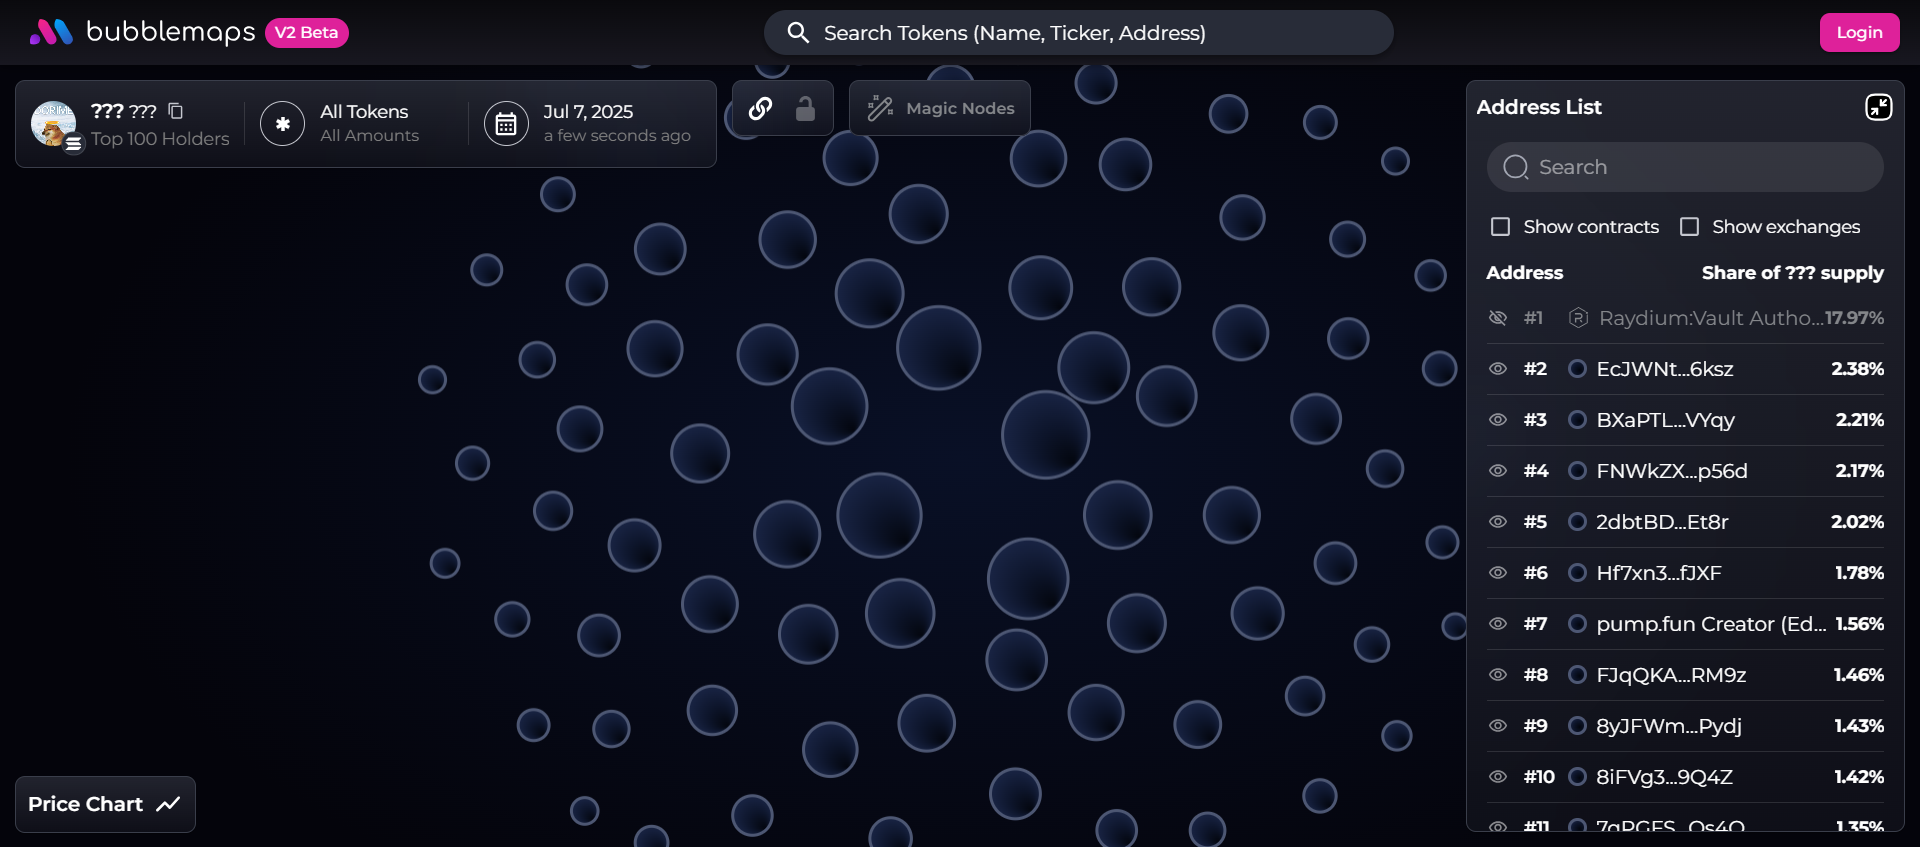 bubblemaps V2 Beta
Search Tokens (Name, Ticker, Address)
Login
??? ???
Top 100 Holders
All Tokens
All Amounts
Jul 7, 2025
a few seconds ago
Magic Nodes
Address List
Search
Show contracts Show exchanges
Address Share of ??? supply
#1 Raydium:Vault Autho...17.97%
#2 EcJWNt...6ksz 2.38%
#3 BXaPTL...VYqy 2.21%
#4 FNWkZX...p56d 2.17%
#5 2dbtBD...Et8r 2.02%
#6 Hf7xn3...fJXF 1.78%
#7 pump.fun Creator (Ed... 1.56%
#8 FJqQKA...RM9z 1.46%
#9 8yJFWm...Pydj 1.43%
#10 8iFVg3...9Q4Z 1.42%
#11 1.35%
Price Chart